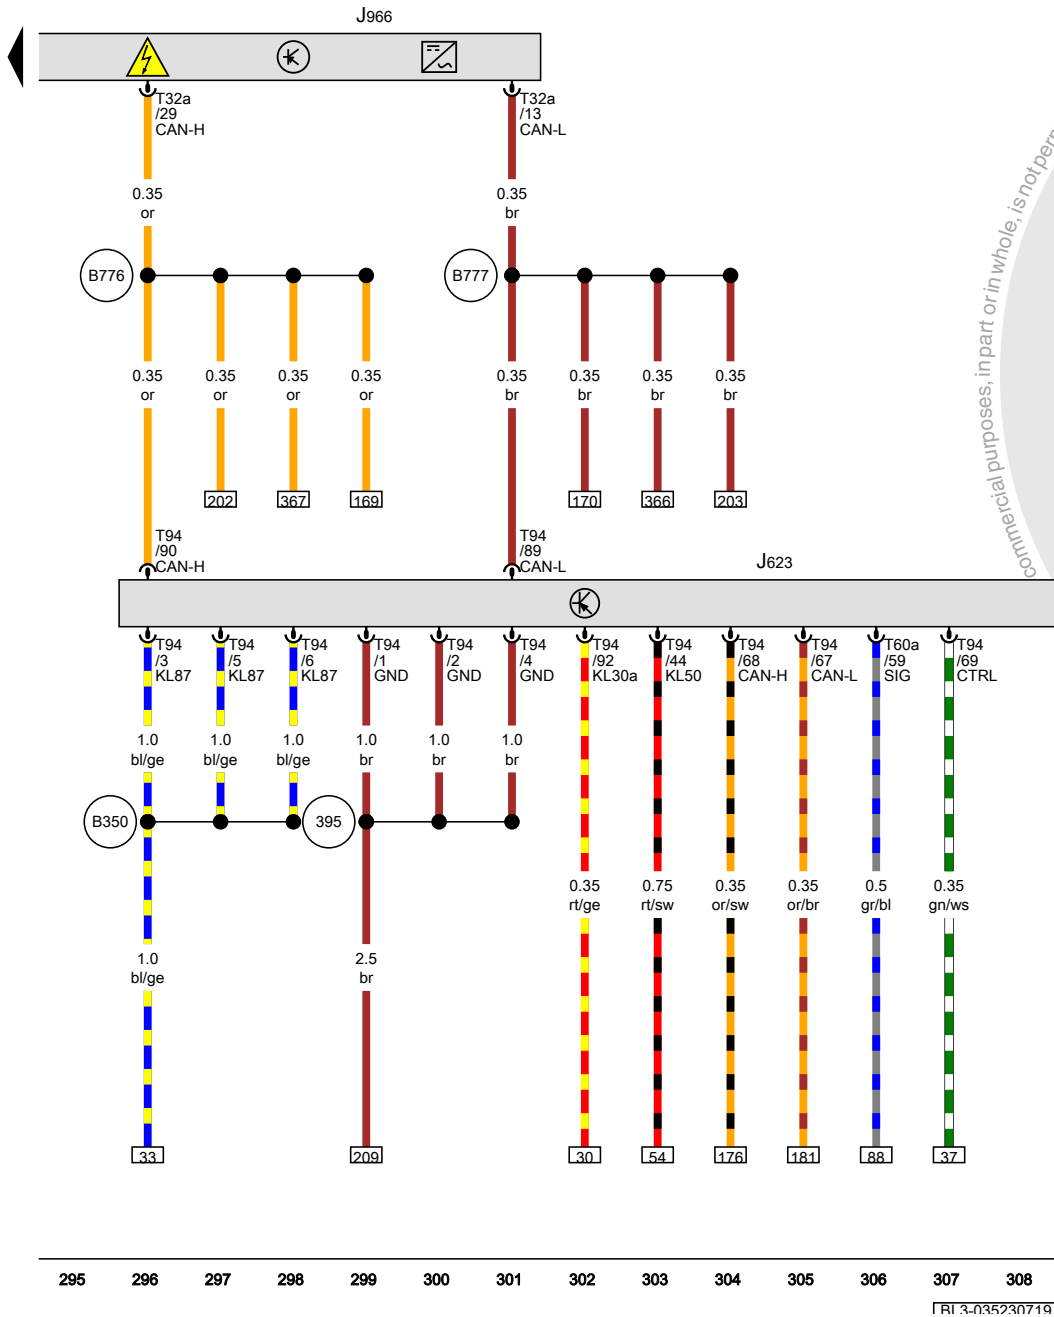 J966
T32a
/29
CAN-H
T32a
/13
CAN-L
0.35
or
0.35
br
B776
B777
0.35
or
0.35
or
0.35
or
0.35
or
0.35
br
0.35
br
0.35
br
0.35
br
202
367
169
170
366
203
T94
/90
CAN-H
T94
/89
CAN-L
J623
T94
/3
KL87
T94
/5
KL87
T94
/6
KL87
T94
/1
GND
T94
/2
GND
T94
/4
GND
T94
/92
KL30a
T94
/44
KL50
T94
/68
CAN-H
T94
/67
CAN-L
T60a
/59
SIG
T94
/69
CTRL
1.0
bl/ge
1.0
bl/ge
1.0
bl/ge
1.0
br
1.0
br
1.0
br
B350
395
0.35
rt/ge
0.75
rt/sw
0.35
or/sw
0.35
or/br
0.5
gr/bl
0.35
gn/ws
1.0
bl/ge
2.5
br
33
209
30
54
176
181
88
37
295 296 297 298 299 300 301 302 303 304 305 306 307 308
BL3-035230719
commercial purposes, in part or in whole, is not perm